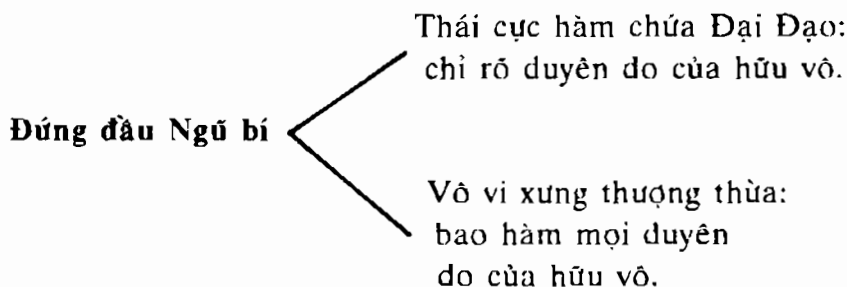 Thái cực hàm chứa Đại Đạo:
chỉ rõ duyên do của hữu vô.
Đứng đầu Ngũ bí
Vô vi xưng thượng thừa:
bao hàm mọi duyên
do của hữu vô.